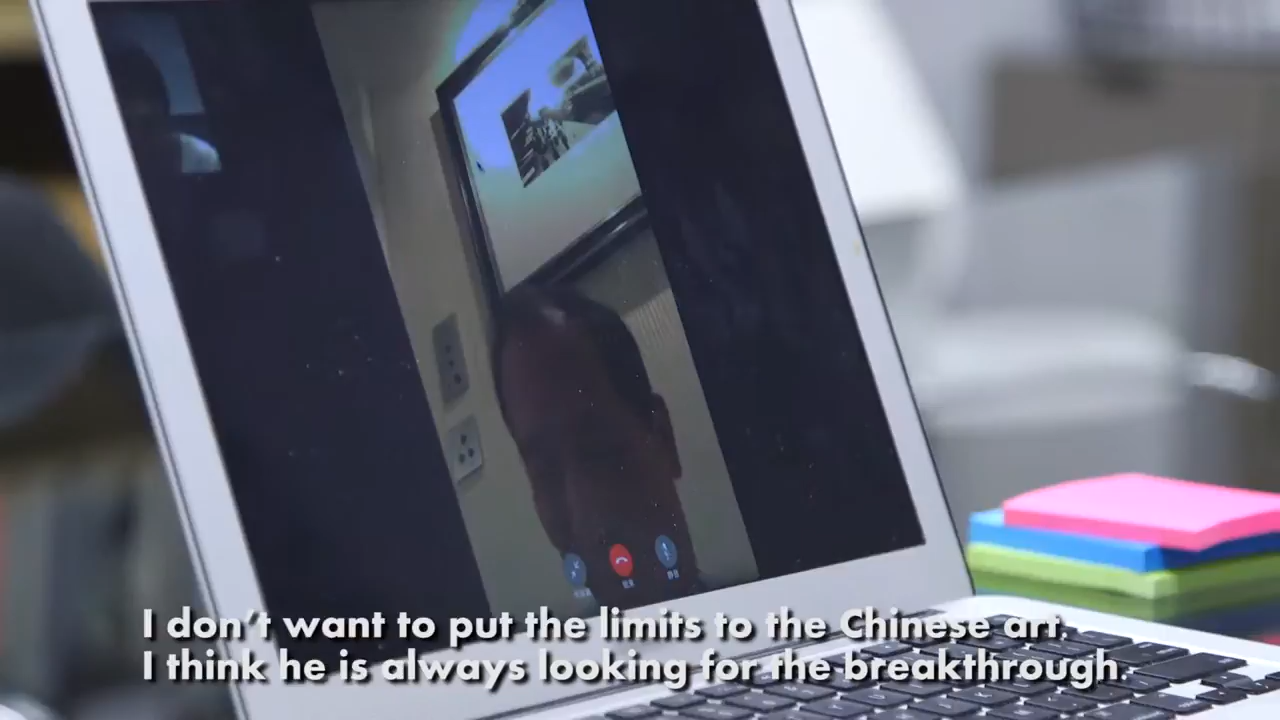 I don't want to put the limits to the Chinese art.
I think he is always looking for the breakthrough.